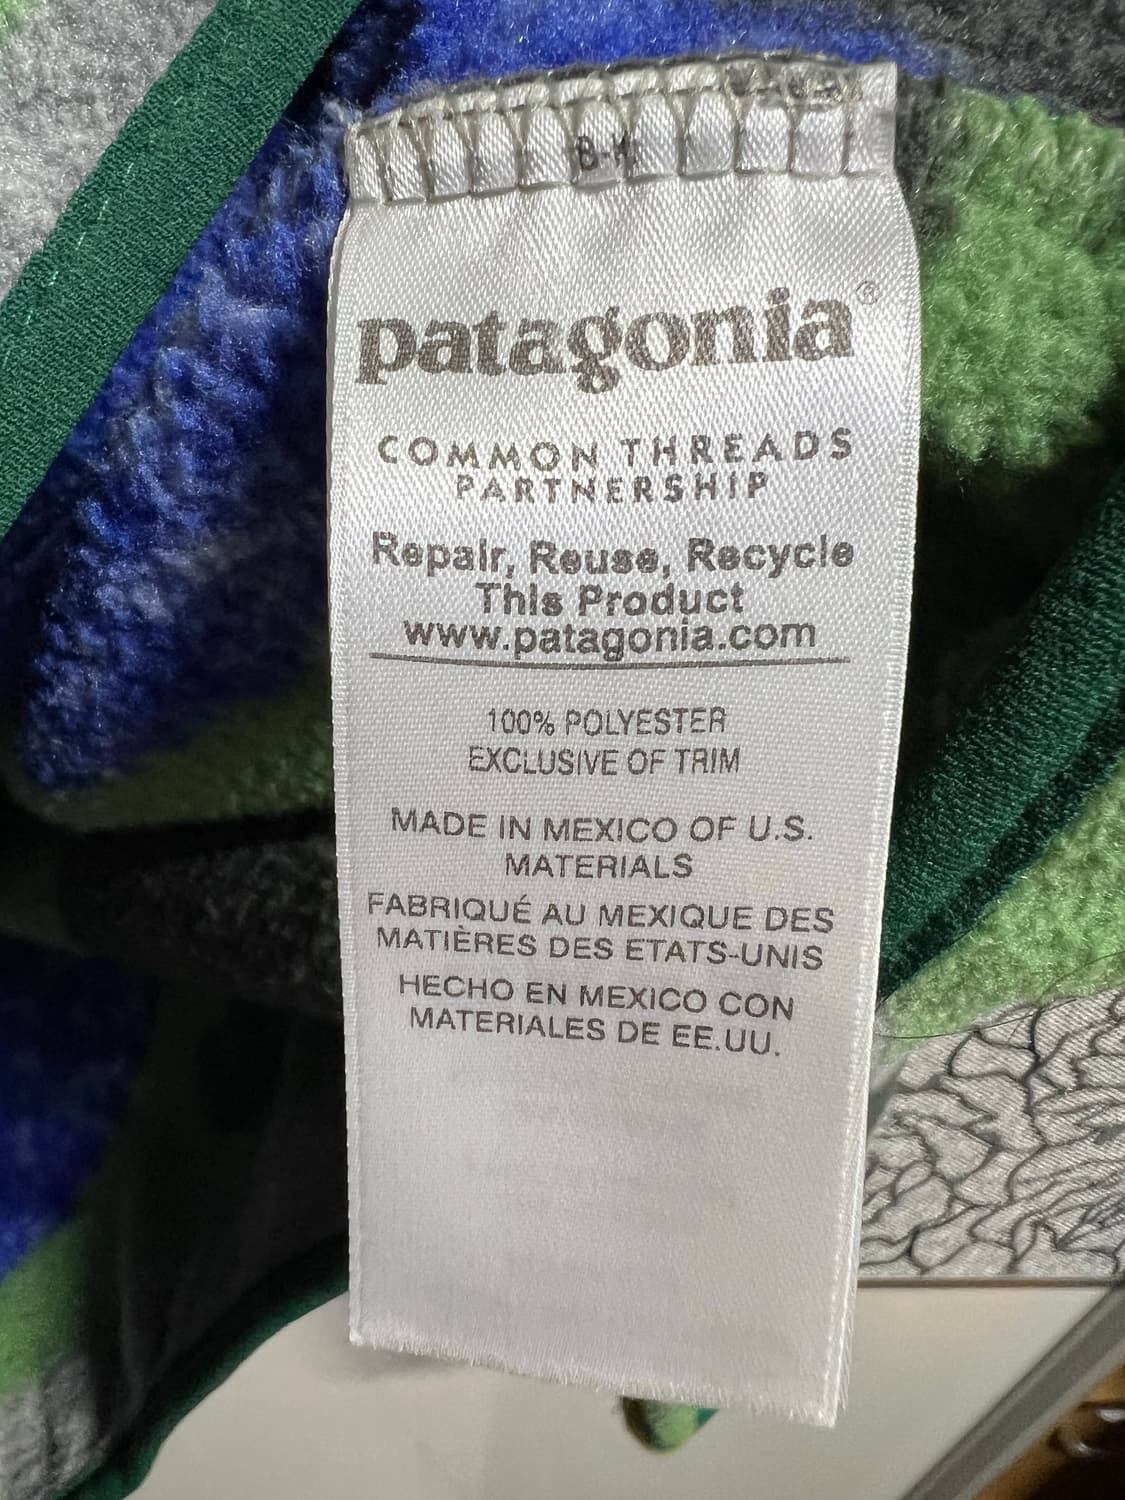 B-H
patagonia®
COMMON THREADS
PARTNERSHIP
Repair, Reuse, Recycle
This Product
www.patagonia.com
100% POLYESTER
EXCLUSIVE OF TRIM
MADE IN MEXICO OF U.S.
MATERIALS
FABRIQUÉ AU MEXIQUE DES
MATIÈRES DES ETATS-UNIS
HECHO EN MEXICO CON
MATERIALES DE EE.UU.